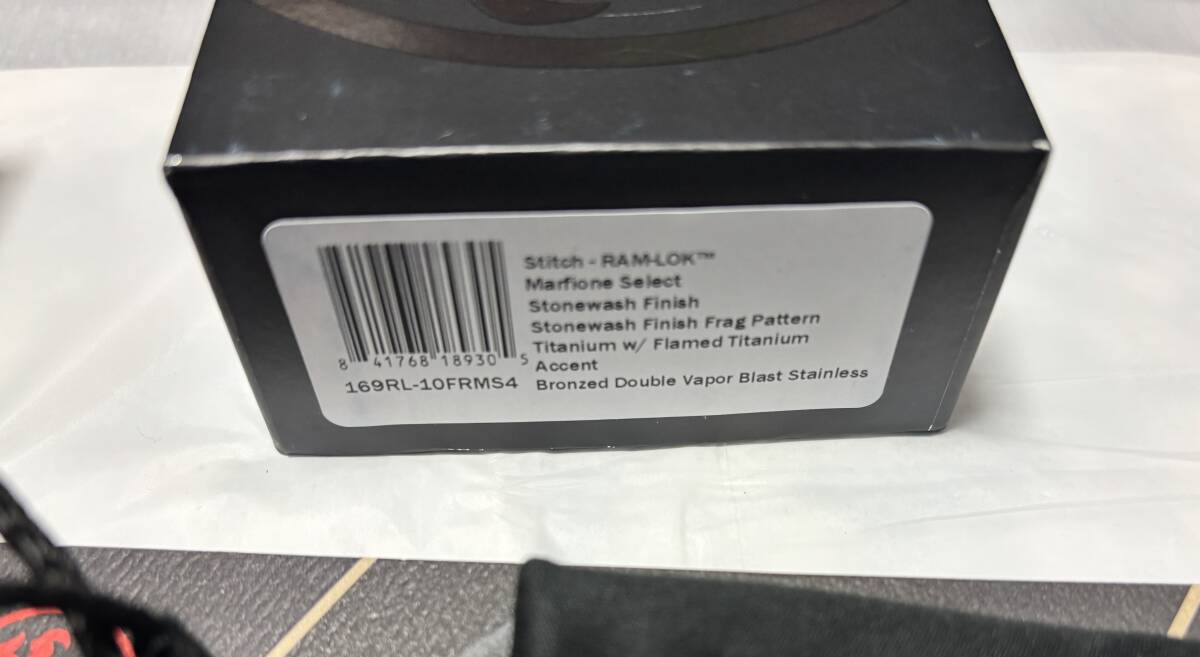 Stitch - RAM-LOK™
Marfione Select
Stonewash Finish
Stonewash Finish Frag Pattern
Titanium w/ Flamed Titanium
Accent
Bronzed Double Vapor Blast Stainless
8 41768 18930 5
169RL-10FRMS4